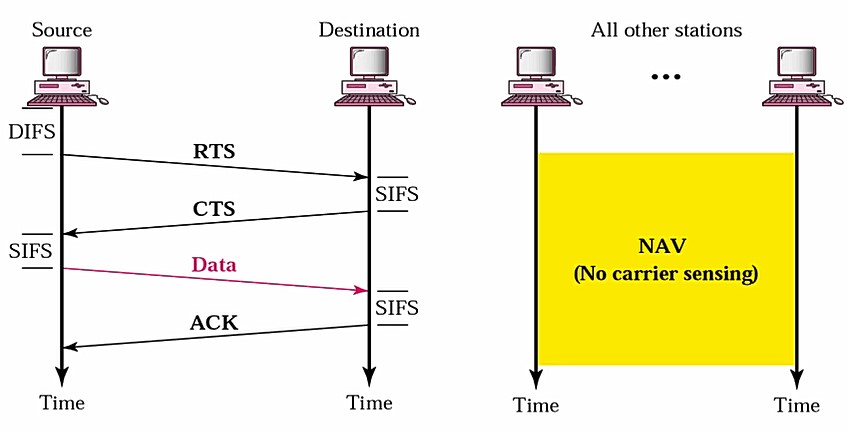 Source
Destination
All other stations
...
DIFS
RTS
SIFS
CTS
SIFS
Data
SIFS
ACK
NAV
(No carrier sensing)
Time
Time
Time
Time